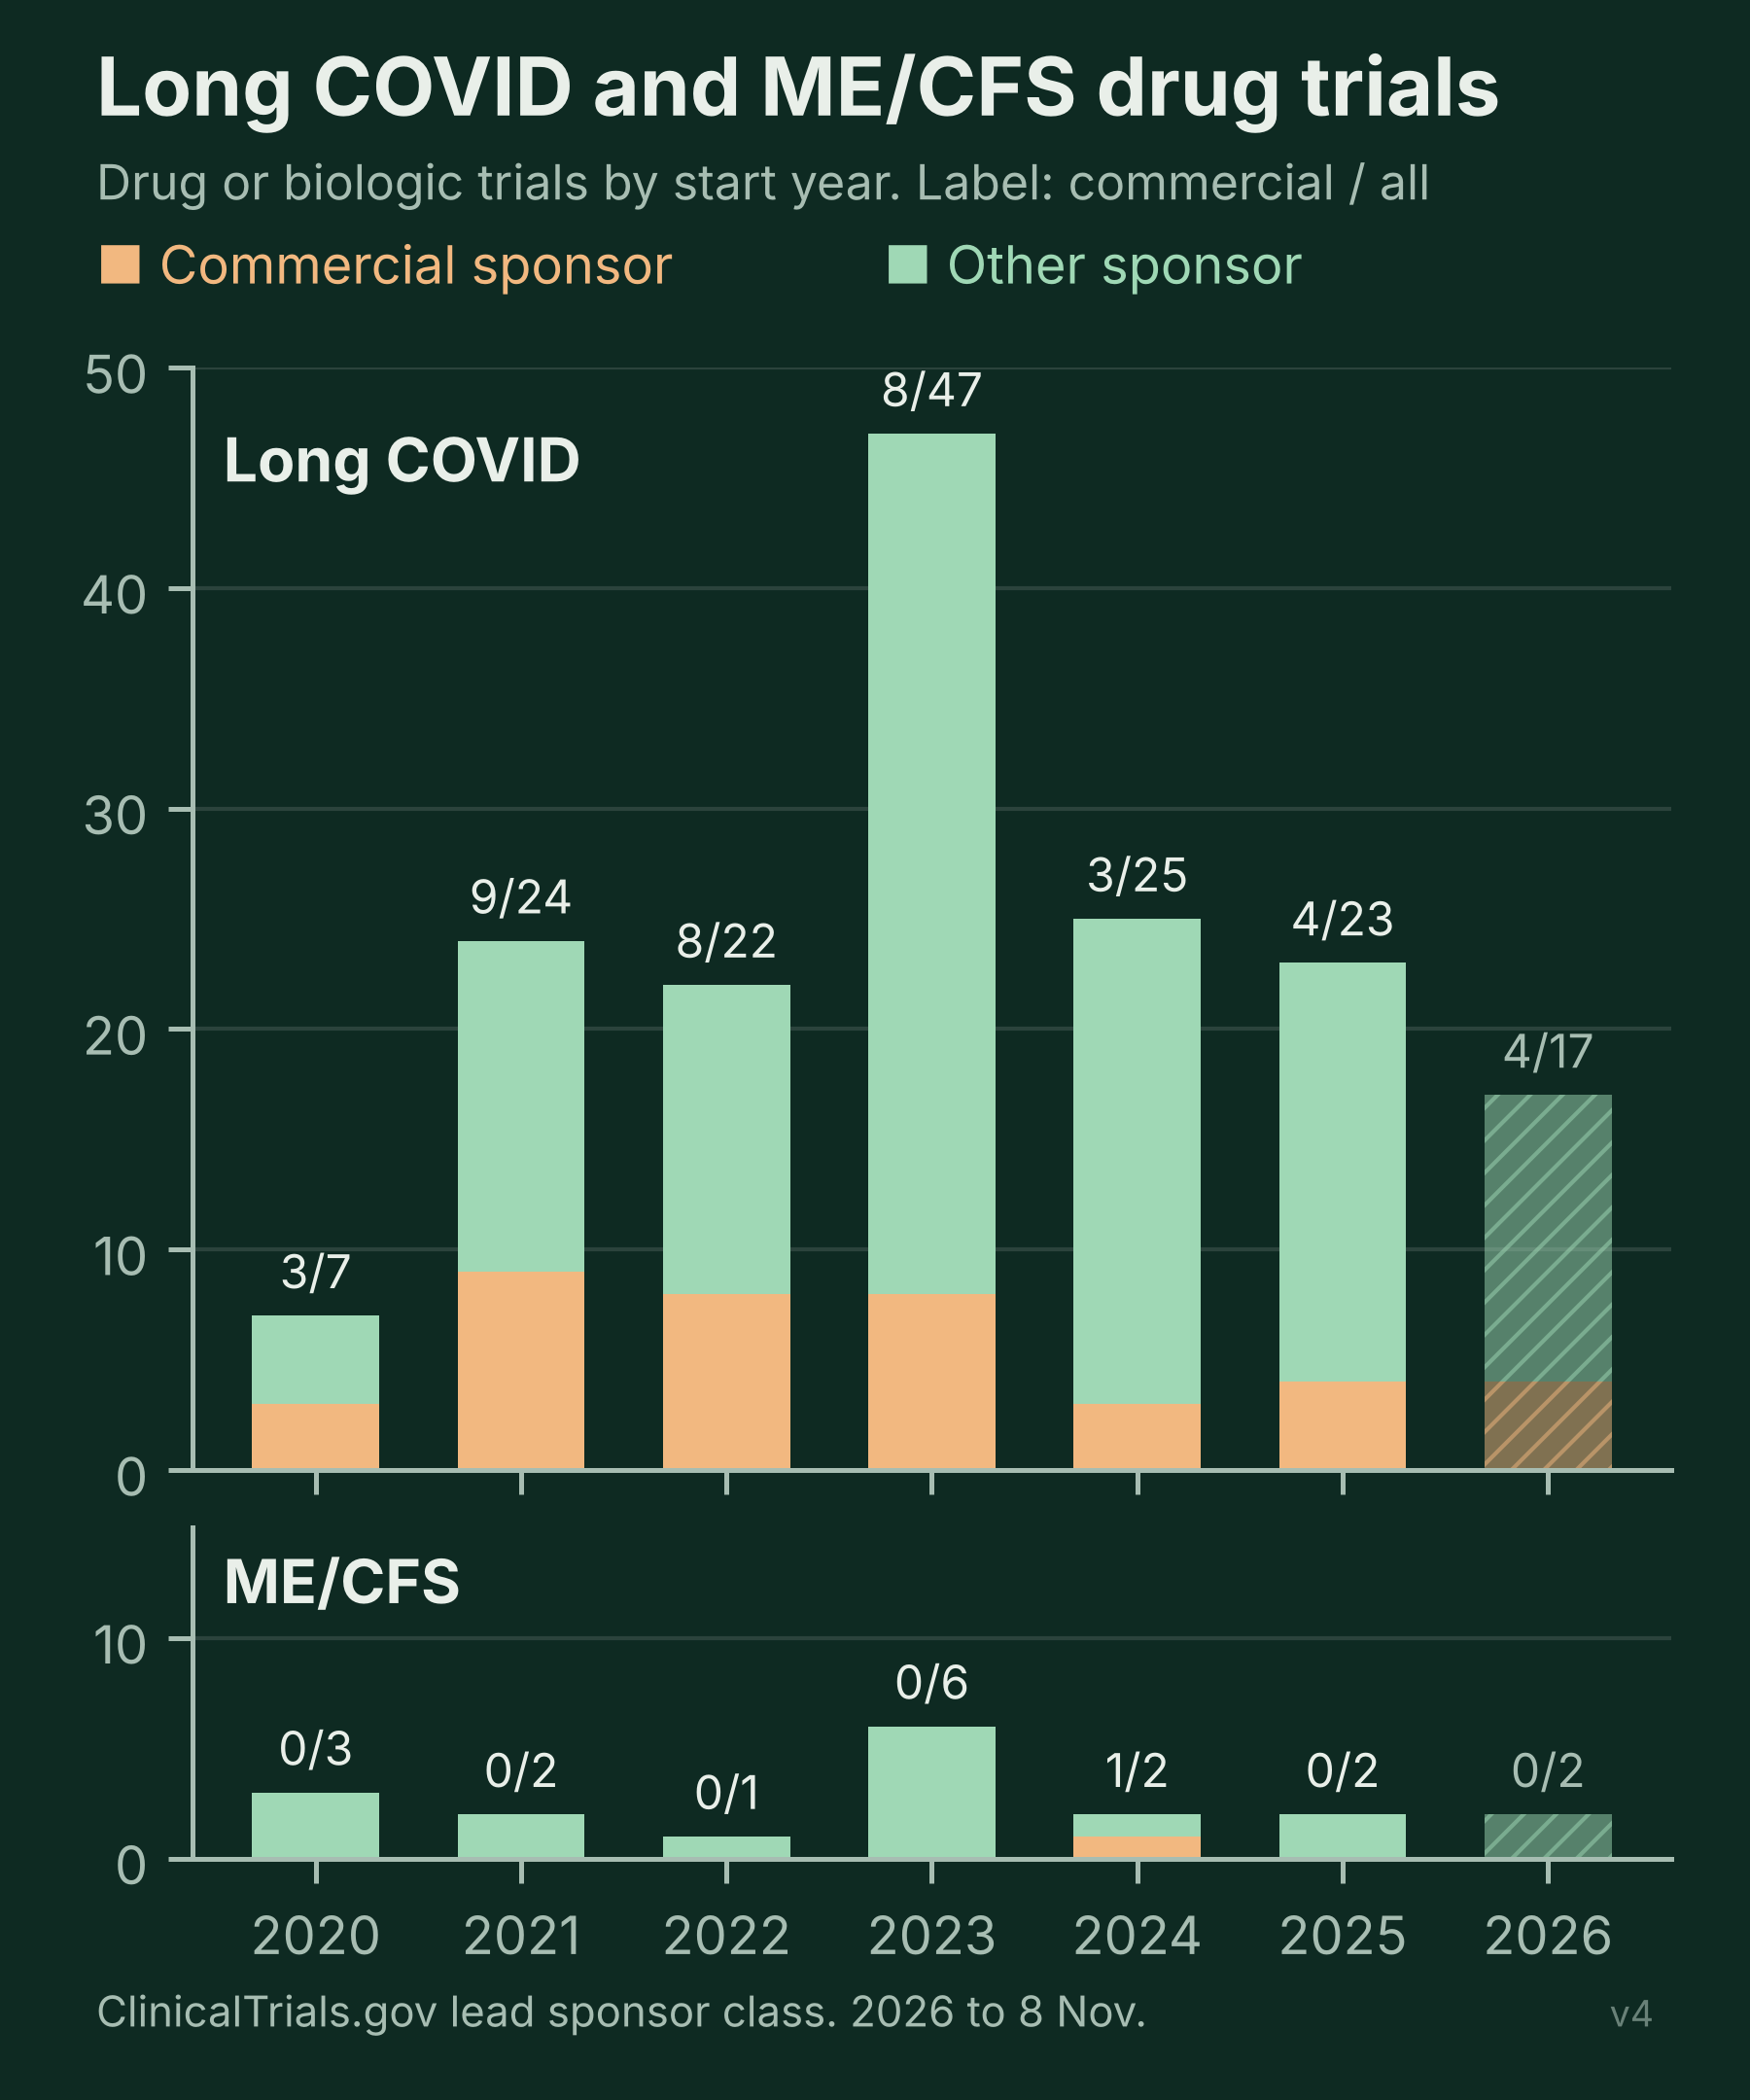 Long COVID and ME/CFS drug trials
Drug or biologic trials by start year. Label: commercial / all
Commercial sponsor
Other sponsor
50
8/47
Long COVID
40
30
3/25
9/24
4/23
8/22
20
4/17
10
3/7
0
ME/CFS
10
0/6
0/3
0/2
0/1
1/2
0/2
0/2
0
2020 2021 2022 2023 2024 2025 2026
ClinicalTrials.gov lead sponsor class. 2026 to 8 Nov.
v4